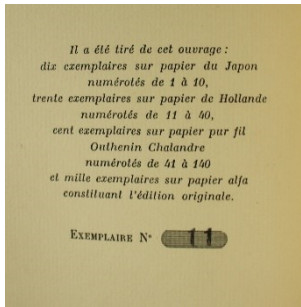 Il a été tiré de cet ouvrage :
dix exemplaires sur papier du Japon
numérotés de 1 à 10,
trente exemplaires sur papier de Hollande
numérotés de 11 à 40,
cent exemplaires sur papier pur fil
Outhenin Chalandre
numérotés de 41 à 140
et mille exemplaires sur papier alfa
constituant l'édition originale.
EXEMPLAIRE N° 11